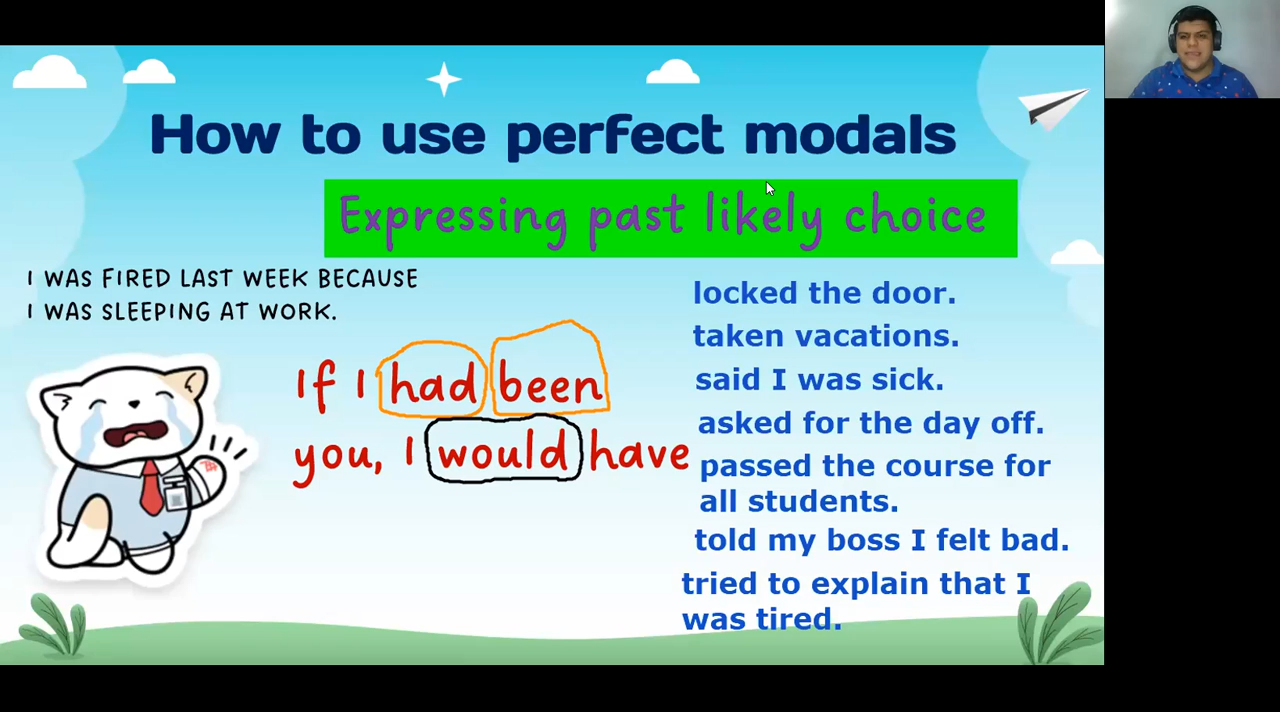 How to use perfect modals
Expressing past likely choice
I WAS FIRED LAST WEEK BECAUSE
I WAS SLEEPING AT WORK.
If I had been
you, I would have
locked the door.
taken vacations.
said I was sick.
asked for the day off.
passed the course for
all students.
told my boss I felt bad.
tried to explain that I
was tired.